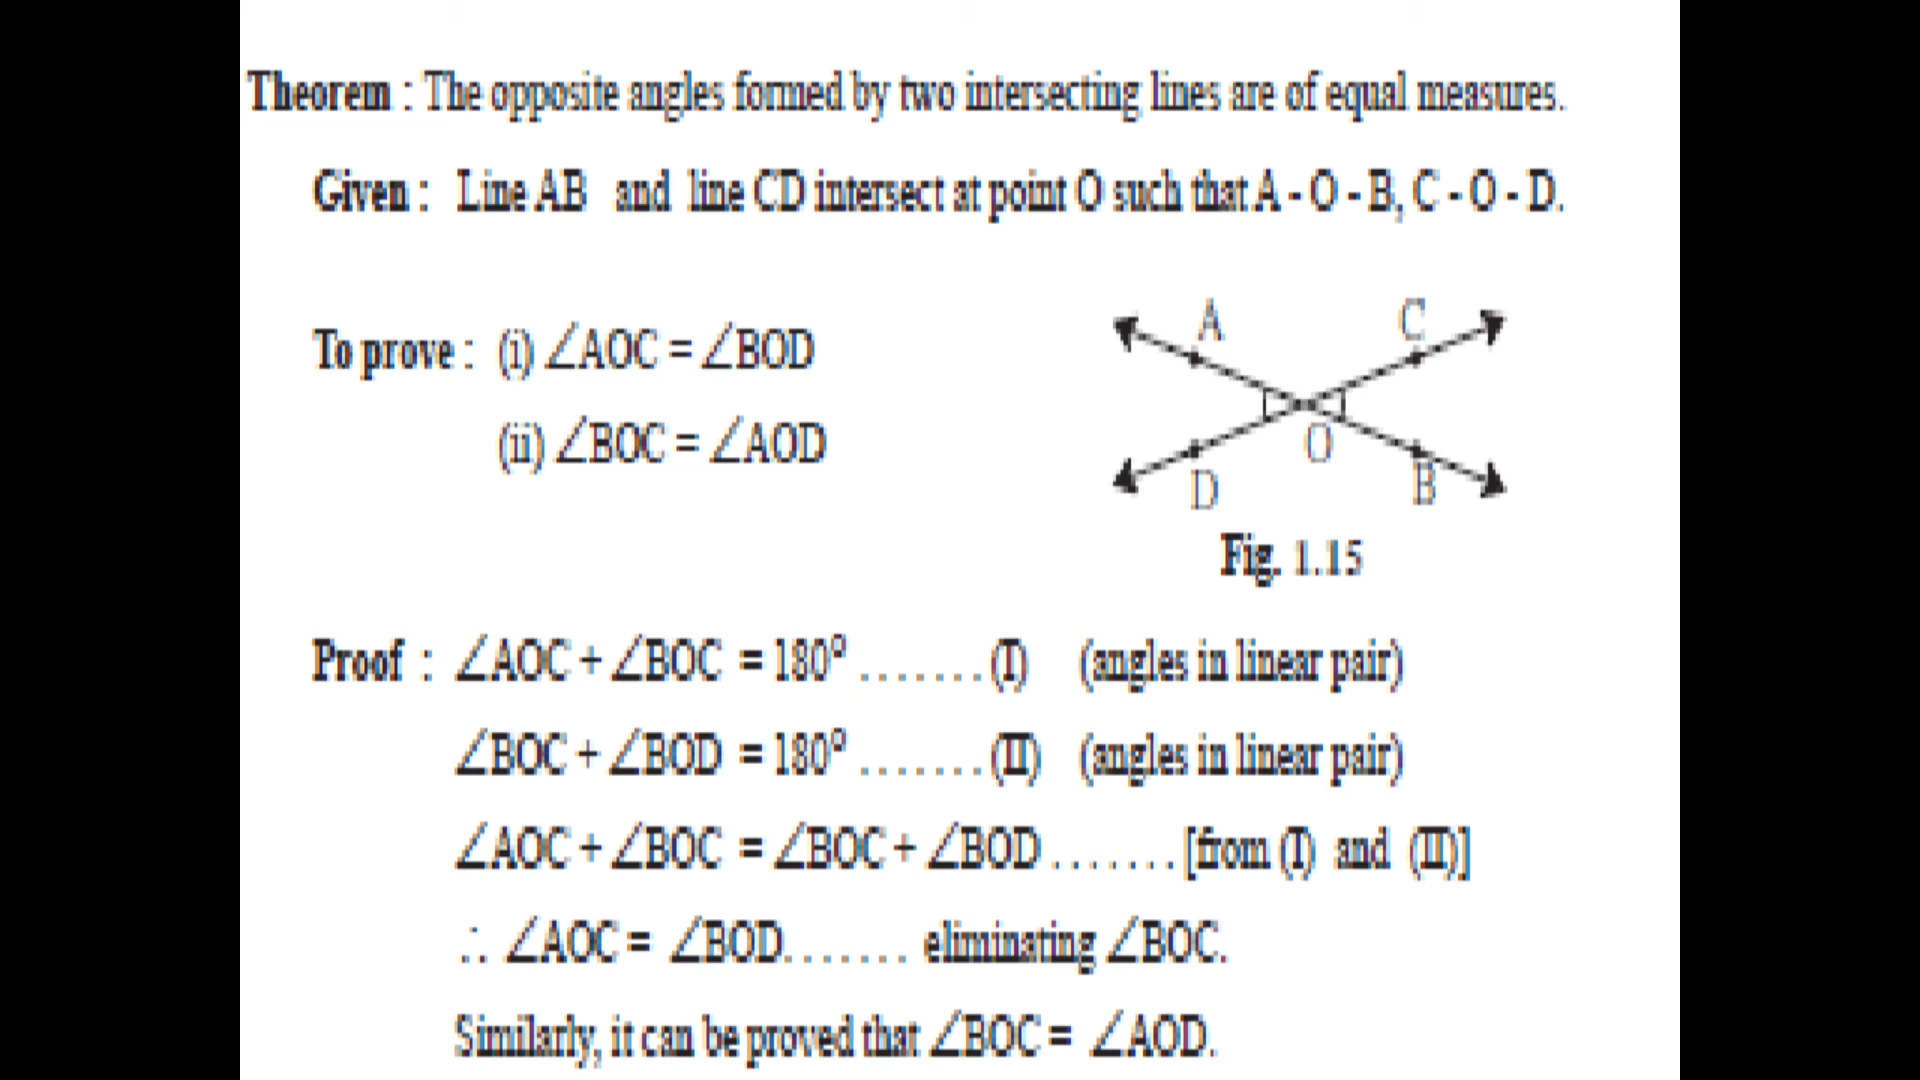 Theorem : The opposite angles formed by two intersecting lines are of equal measures.
Given : Line AB and line CD intersect at point O such that A - O - B, C - O - D.
To prove : (i) ∠AOC = ∠BOD
(ii) ∠BOC = ∠AOD
A C
O
D B
Fig. 1.15
Proof : ∠AOC + ∠BOC = 180⁰ ....... (I) (angles in linear pair)
∠BOC + ∠BOD = 180⁰ ....... (II) (angles in linear pair)
∠AOC + ∠BOC = ∠BOC + ∠BOD ....... [from (I) and (II)]
∴ ∠AOC = ∠BOD....... eliminating ∠BOC.
Similarly, it can be proved that ∠BOC = ∠AOD.